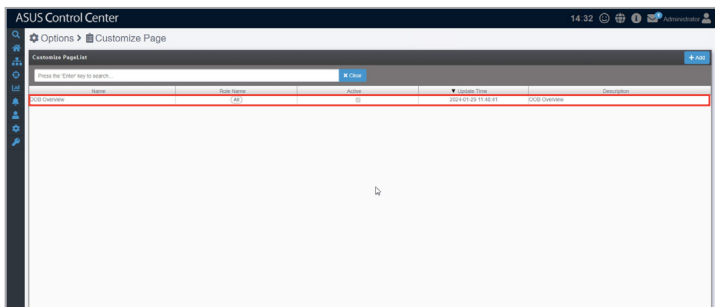 ASUS Control Center
14:32
Administrator
Options > Customize Page
Customize PageList
+ Add
Press the 'Enter' key to search...
× Clear
Name Role Name Active ▼ Update Time Description
OOB Overview All 2024-01-29 11:40:41 OOB Overview